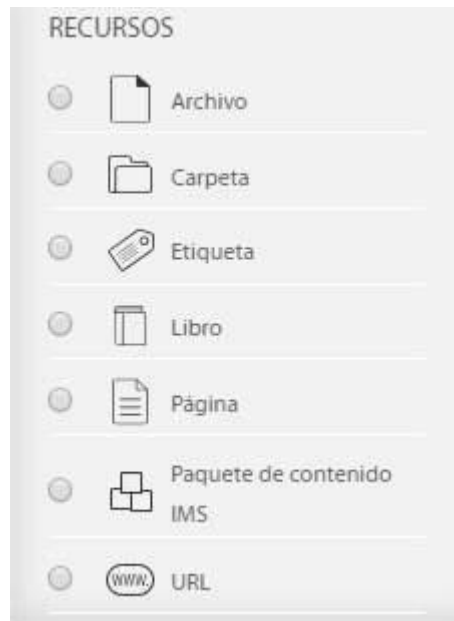 RECURSOS
Archivo
Carpeta
Etiqueta
Libro
Página
Paquete de contenido
IMS
www. URL